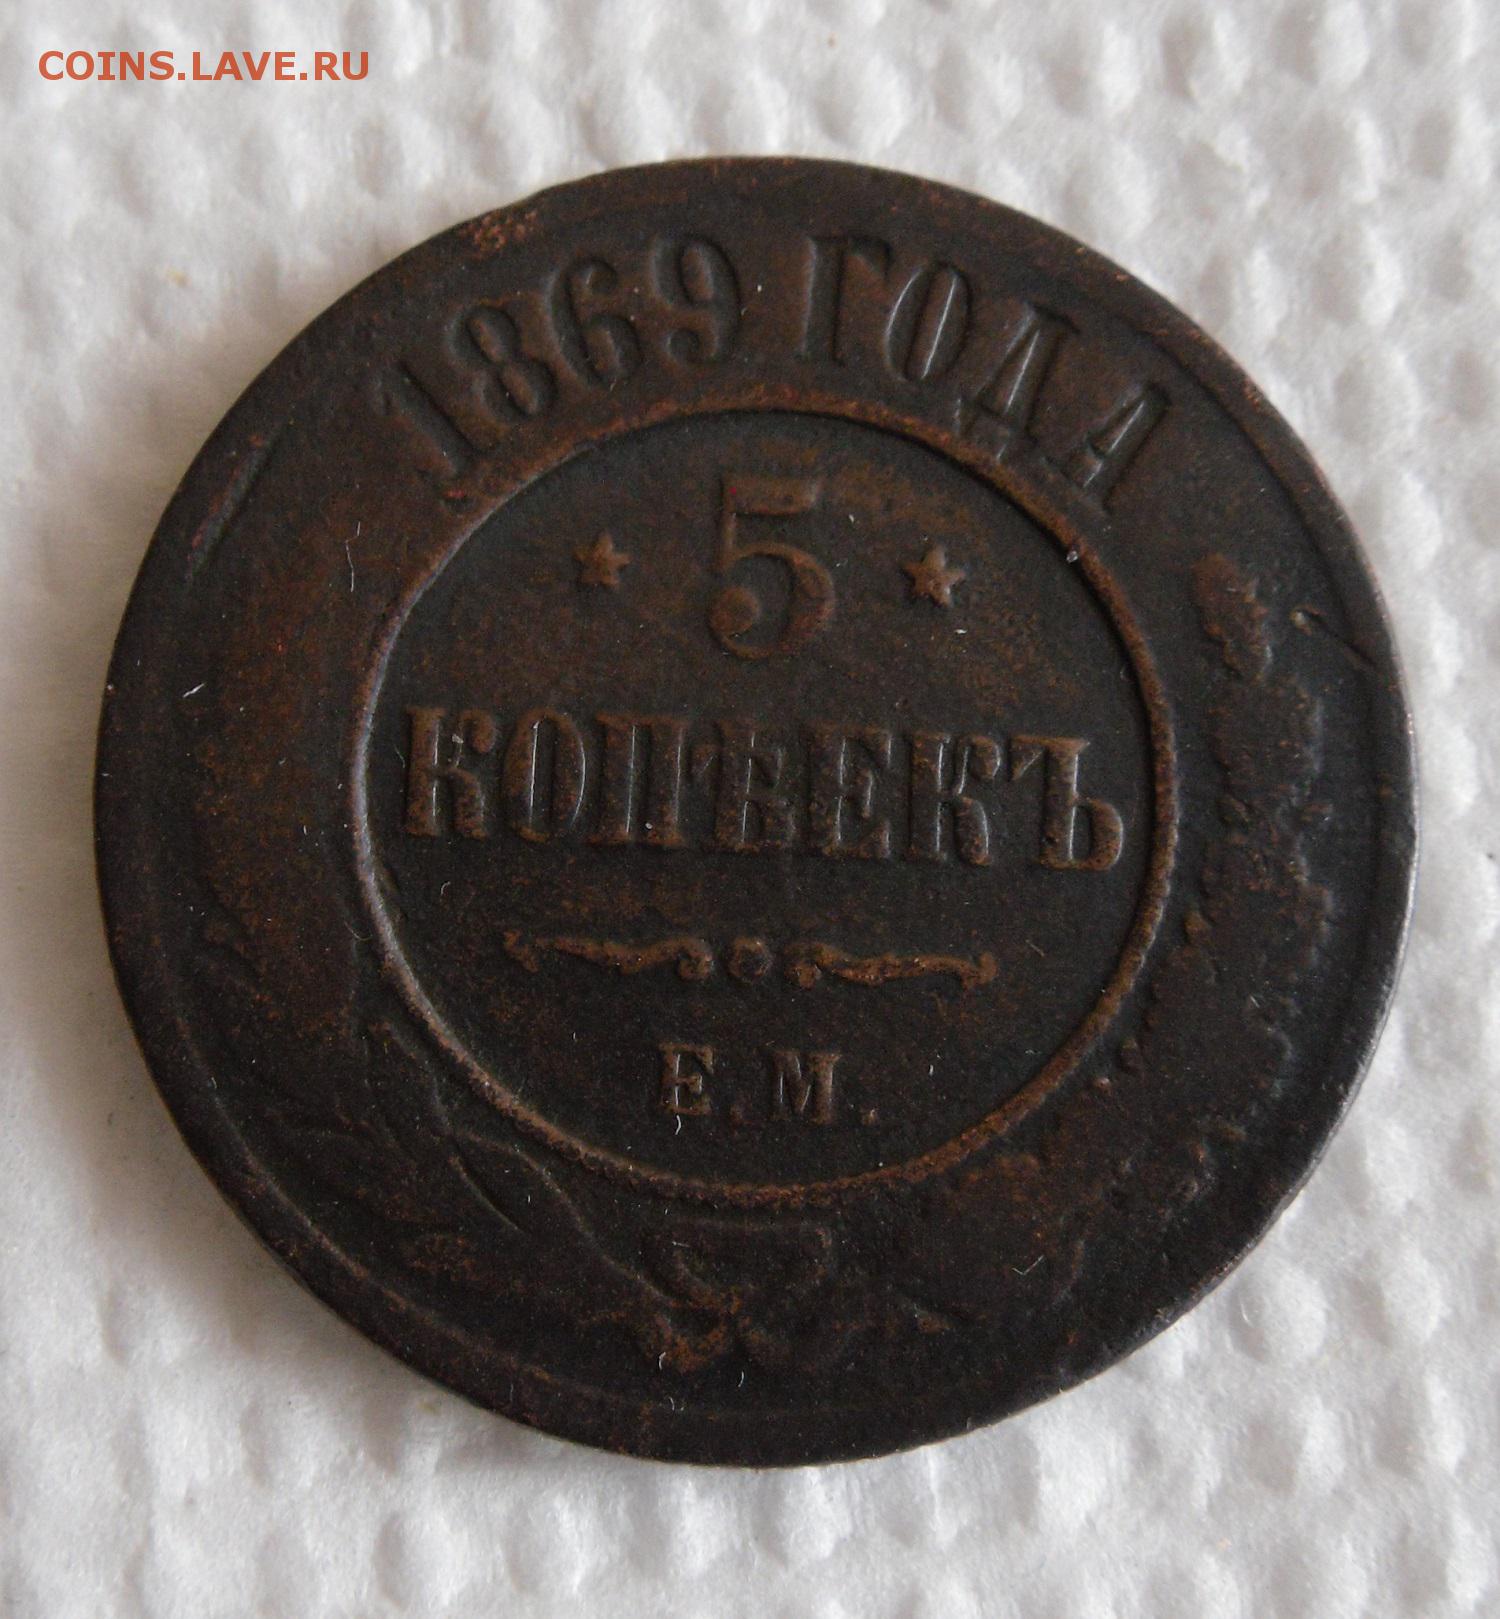 COINS.LAVE.RU
1869 ГОДА
5
КОПѢЕКЪ
Е.М.